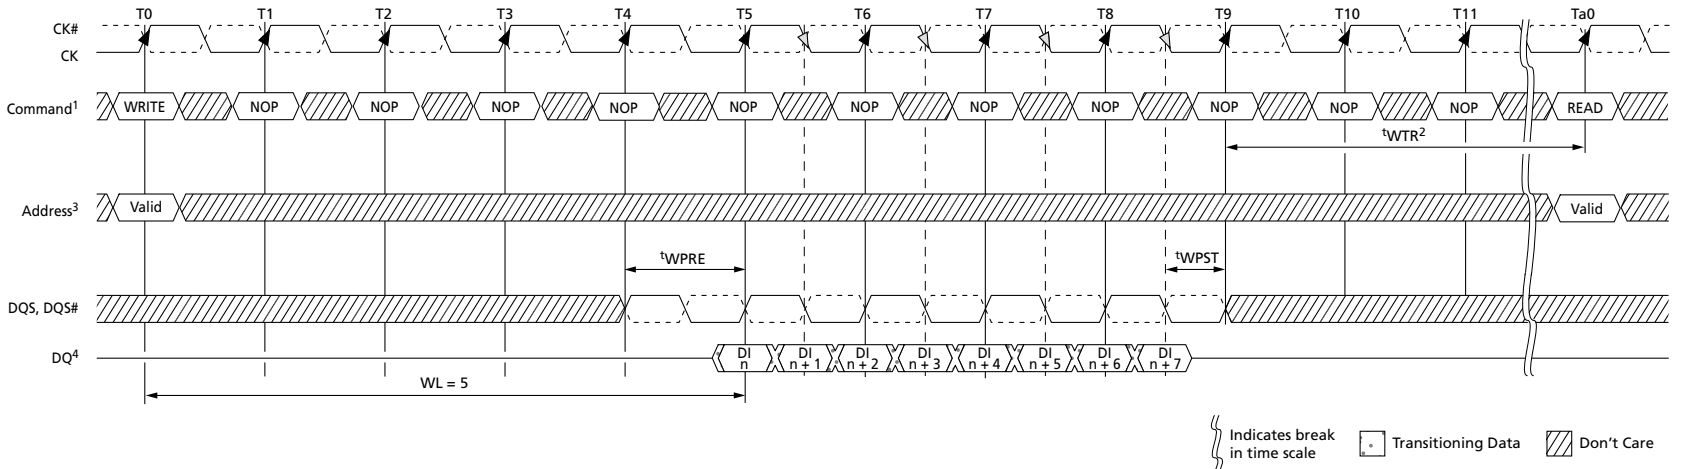 T0 T1 T2 T3 T4 T5 T6 T7 T8 T9 T10 T11 Ta0
CK#
CK
Command1 WRITE NOP NOP NOP NOP NOP NOP NOP NOP NOP NOP NOP READ
tWTR2
Address3 Valid Valid
tWPRE tWPST
DQS, DQS#
DQ4 DI n DI n + 1 DI n + 2 DI n + 3 DI n + 4 DI n + 5 DI n + 6 DI n + 7
WL = 5
Indicates break
in time scale
Transitioning Data
Don't Care